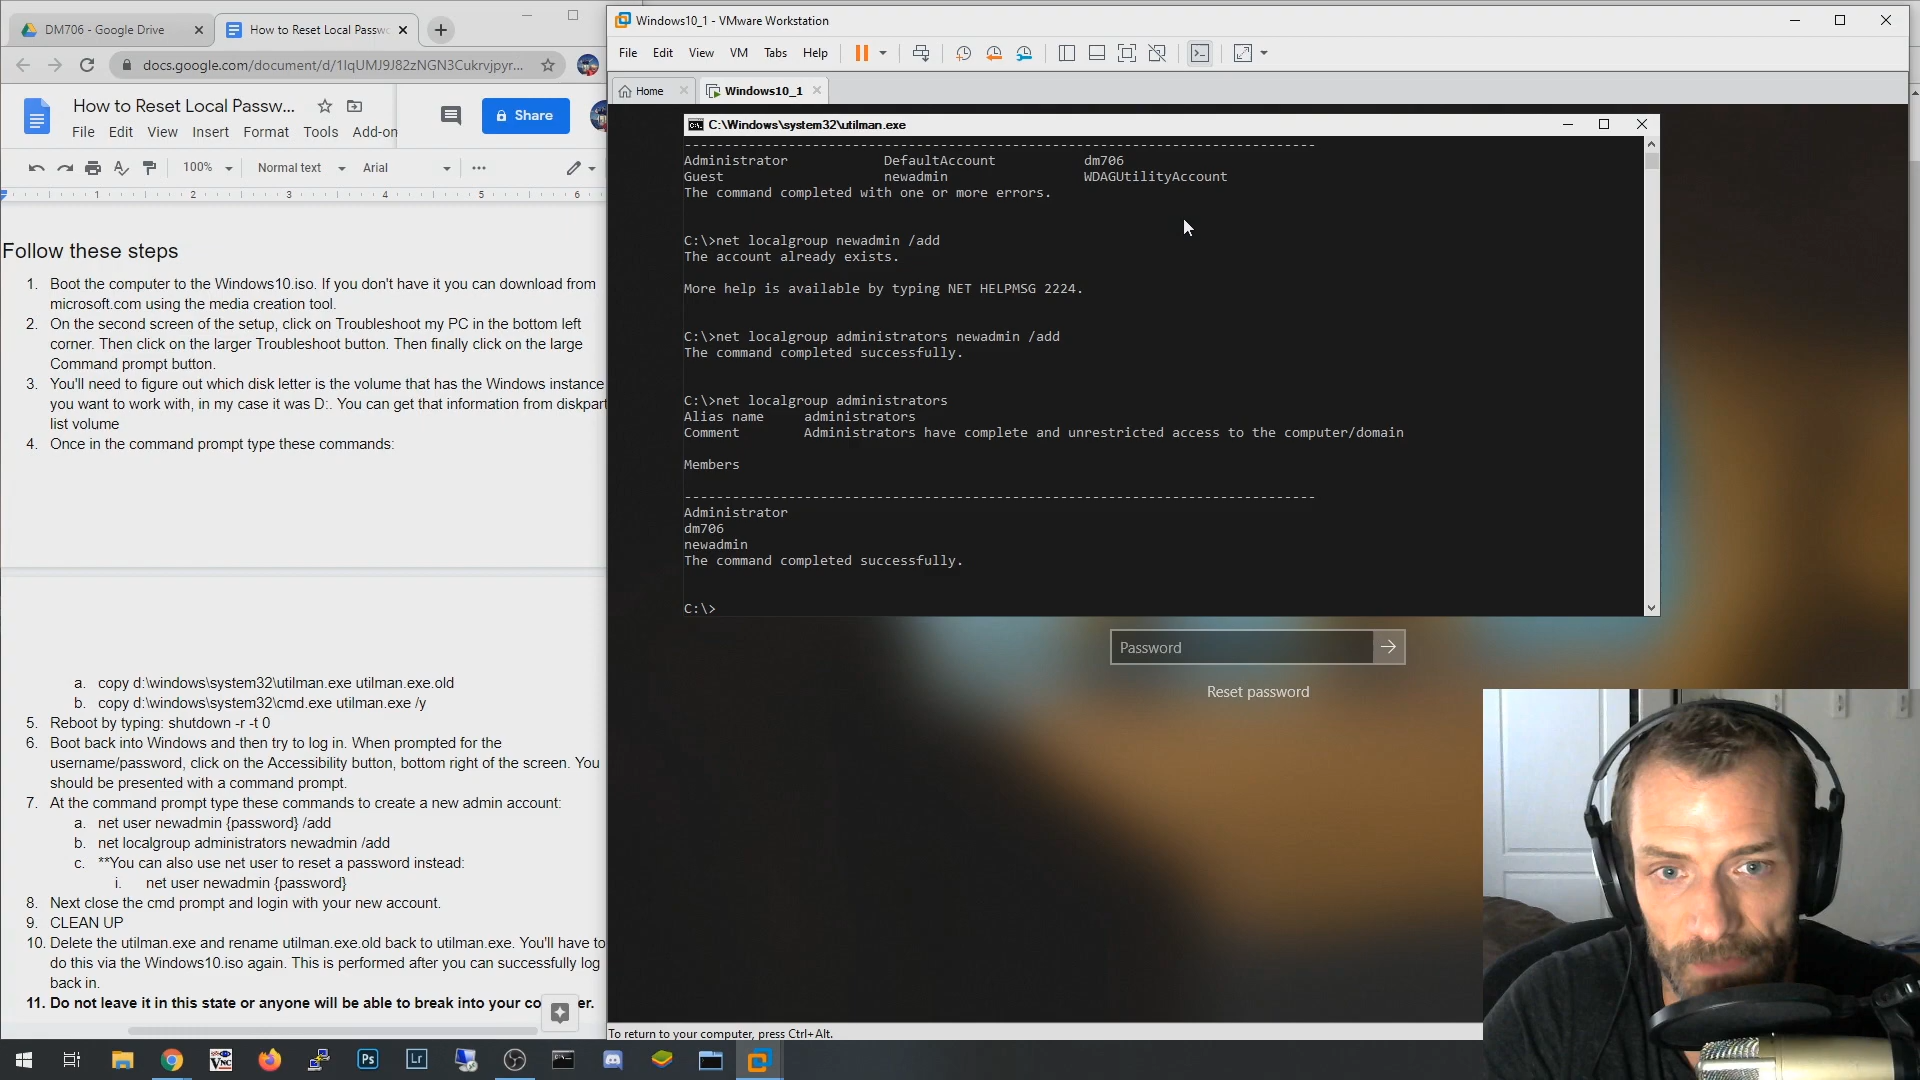 DM706 - Google Drive
How to Reset Local Passw
docs.google.com/document/d/1IqUMJ9J82zNGN3Cukrvjpyr...
How to Reset Local Passw...
Share
File Edit View Insert Format Tools Add-on
100% Normal text Arial
1 2 3 4 5 6
Follow these steps
1. Boot the computer to the Windows10.iso. If you don't have it you can download from
microsoft.com using the media creation tool.
2. On the second screen of the setup, click on Troubleshoot my PC in the bottom left
corner. Then click on the larger Troubleshoot button. Then finally click on the large
Command prompt button.
3. You'll need to figure out which disk letter is the volume that has the Windows instance
you want to work with, in my case it was D:. You can get that information from diskpart
list volume
4. Once in the command prompt type these commands:
a. copy d:\windows\system32\utilman.exe utilman.exe.old
b. copy d:\windows\system32\cmd.exe utilman.exe /y
5. Reboot by typing: shutdown -r -t 0
6. Boot back into Windows and then try to log in. When prompted for the
username/password, click on the Accessibility button, bottom right of the screen. You
should be presented with a command prompt.
7. At the command prompt type these commands to create a new admin account:
a. net user newadmin {password} /add
b. net localgroup administrators newadmin /add
c. **You can also use net user to reset a password instead:
i. net user newadmin {password}
8. Next close the cmd prompt and login with your new account.
9. CLEAN UP
10. Delete the utilman.exe and rename utilman.exe.old back to utilman.exe. You'll have to
do this via the Windows10.iso again. This is performed after you can successfully log
back in.
11. Do not leave it in this state or anyone will be able to break into your co er.
Windows10_1 - VMware Workstation
File Edit View VM Tabs Help
Home Windows10_1
C:\Windows\system32\utilman.exe
-------------------------------------------------------------------------------
Administrator DefaultAccount dm706
Guest newadmin WDAGUtilityAccount
The command completed with one or more errors.
C:\>net localgroup newadmin /add
The account already exists.
More help is available by typing NET HELPMSG 2224.
C:\>net localgroup administrators newadmin /add
The command completed successfully.
C:\>net localgroup administrators
Alias name administrators
Comment Administrators have complete and unrestricted access to the computer/domain
Members
-------------------------------------------------------------------------------
Administrator
dm706
newadmin
The command completed successfully.
C:\>
Password
Reset password
To return to your computer, press Ctrl+Alt.
VNC
Ps
Lr